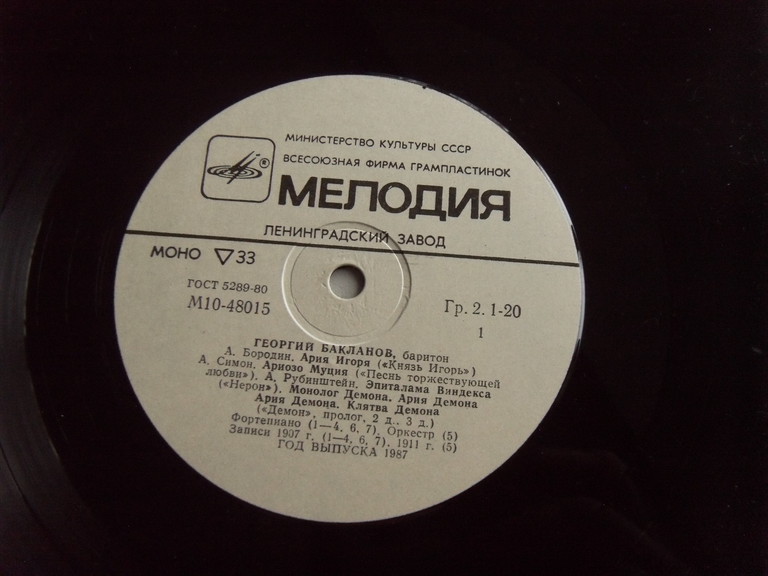 МИНИСТЕРСТВО КУЛЬТУРЫ СССР
ВСЕСОЮЗНАЯ ФИРМА ГРАМПЛАСТИНОК
®
МЕЛОДИЯ
ЛЕНИНГРАДСКИЙ ЗАВОД
МОНО ▽ 33
ГОСТ 5289-80
М10-48015
Гр. 2. 1-20
1
ГЕОРГИЙ БАКЛАНОВ, баритон
А. Бородин. Ария Игоря («Князь Игорь»)
А. Симон. Ариозо Муция («Песнь торжествующей
любви»). А. Рубинштейн. Эпиталама Виндекса
(«Нерон»). Монолог Демона. Ария Демона
Ария Демона. Клятва Демона
(«Демон», пролог, 2 д., 3 д.)
Фортепиано (1—4, 6, 7). Оркестр (5)
Записи 1907 г. (1—4, 6, 7), 1911 г. (5)
ГОД ВЫПУСКА 1987